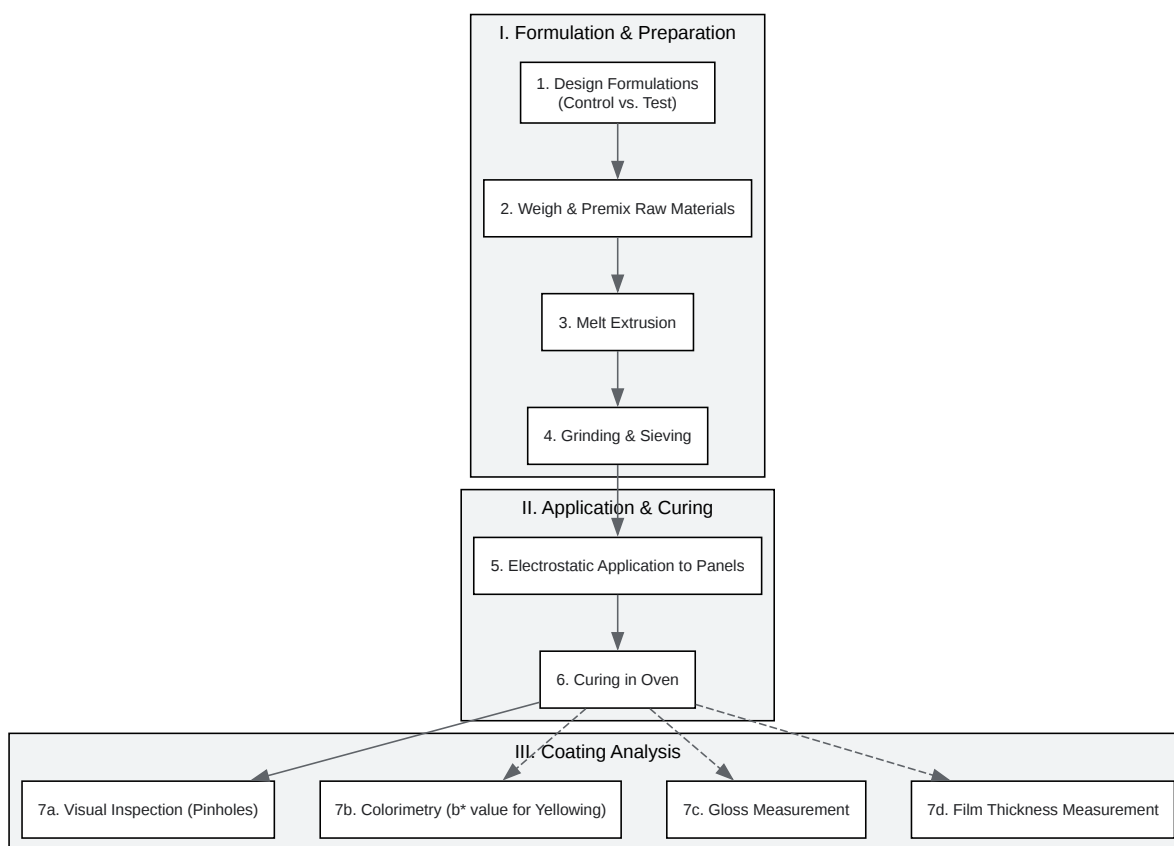 I. Formulation & Preparation
1. Design Formulations
(Control vs. Test)
2. Weigh & Premix Raw Materials
3. Melt Extrusion
4. Grinding & Sieving
II. Application & Curing
5. Electrostatic Application to Panels
6. Curing in Oven
III. Coating Analysis
7a. Visual Inspection (Pinholes)
7b. Colorimetry (b* value for Yellowing)
7c. Gloss Measurement
7d. Film Thickness Measurement